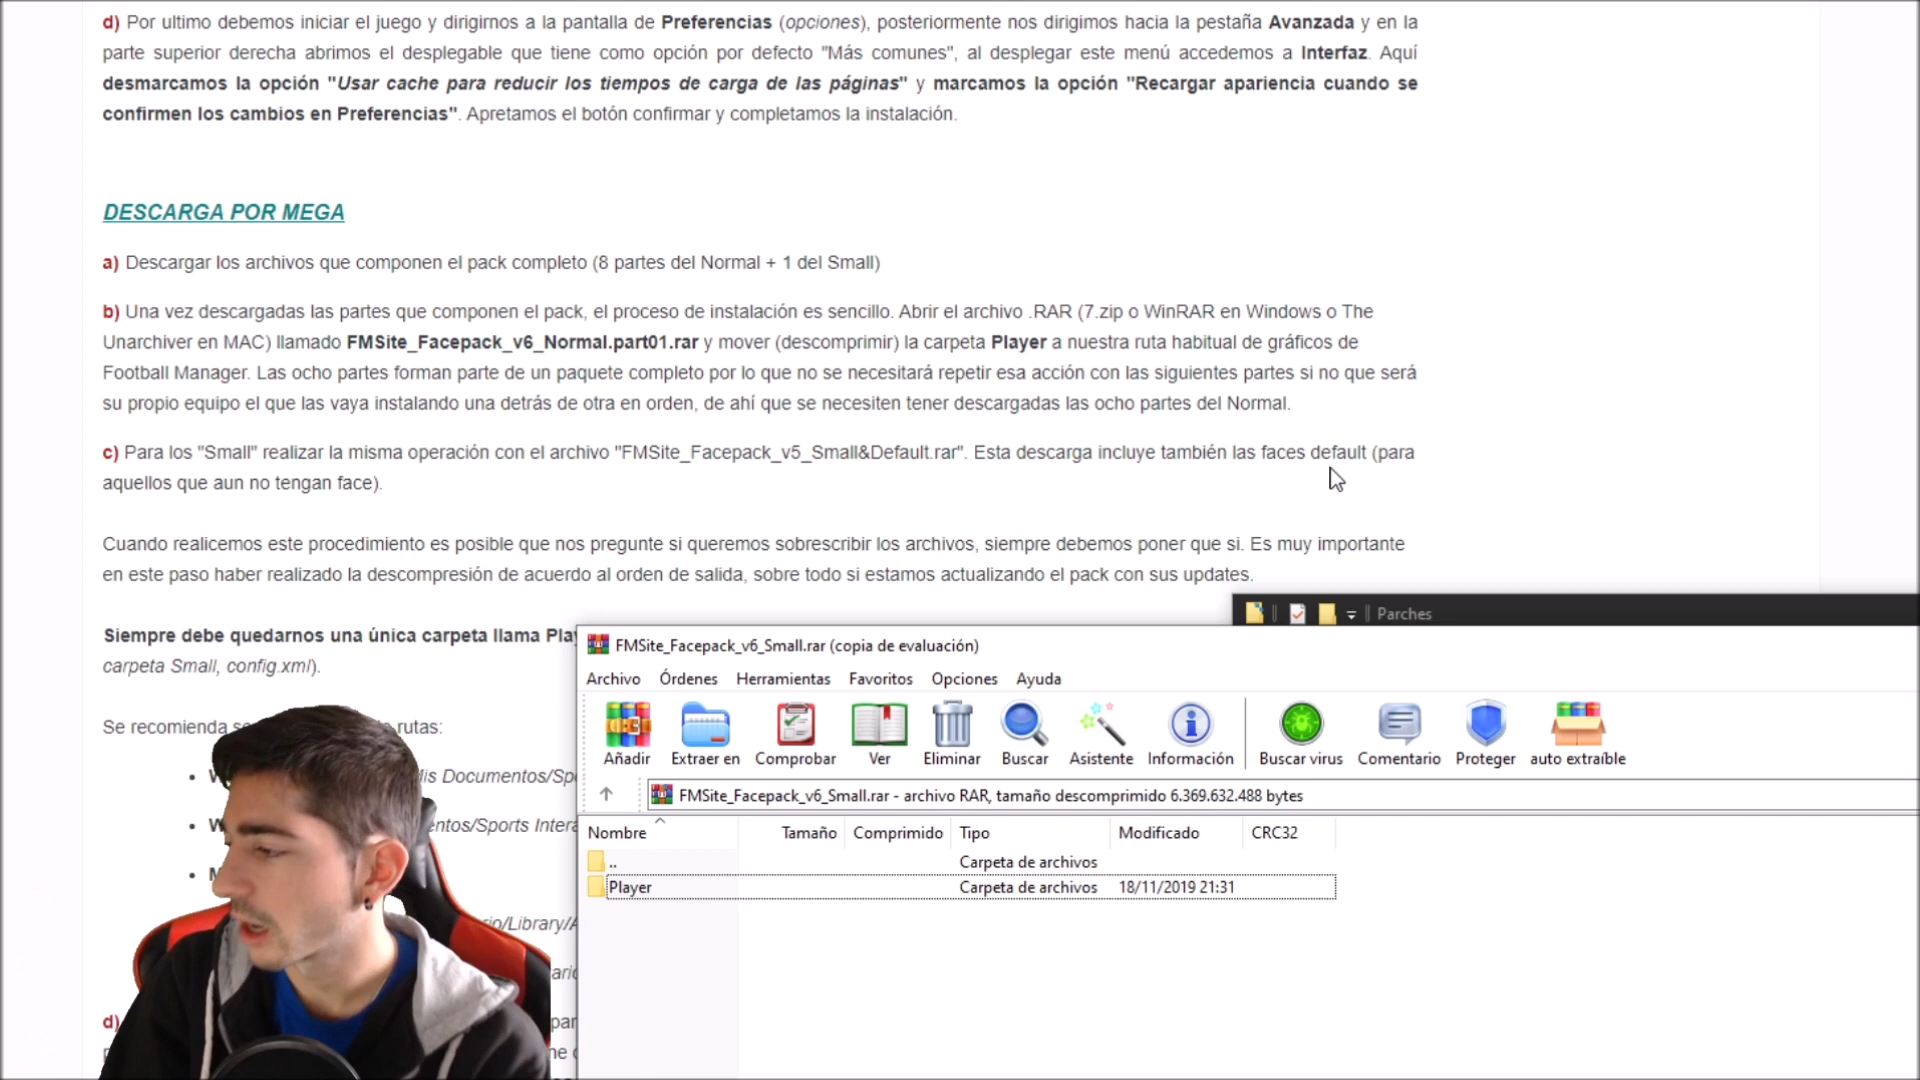 d) Por ultimo debemos iniciar el juego y dirigirnos a la pantalla de Preferencias (opciones), posteriormente nos dirigimos hacia la pestaña Avanzada y en la
parte superior derecha abrimos el desplegable que tiene como opción por defecto "Más comunes", al desplegar este menú accedemos a Interfaz. Aquí
desmarcamos la opción "Usar cache para reducir los tiempos de carga de las páginas" y marcamos la opción "Recargar apariencia cuando se
confirmen los cambios en Preferencias". Apretamos el botón confirmar y completamos la instalación.
DESCARGA POR MEGA
a) Descargar los archivos que componen el pack completo (8 partes del Normal + 1 del Small)
b) Una vez descargadas las partes que componen el pack, el proceso de instalación es sencillo. Abrir el archivo .RAR (7.zip o WinRAR en Windows o The
Unarchiver en MAC) llamado FMSite_Facepack_v6_Normal.part01.rar y mover (descomprimir) la carpeta Player a nuestra ruta habitual de gráficos de
Football Manager. Las ocho partes forman parte de un paquete completo por lo que no se necesitará repetir esa acción con las siguientes partes si no que será
su propio equipo el que las vaya instalando una detrás de otra en orden, de ahí que se necesiten tener descargadas las ocho partes del Normal.
c) Para los "Small" realizar la misma operación con el archivo "FMSite_Facepack_v5_Small&Default.rar". Esta descarga incluye también las faces default (para
aquellos que aun no tengan face).
Cuando realicemos este procedimiento es posible que nos pregunte si queremos sobrescribir los archivos, siempre debemos poner que si. Es muy importante
en este paso haber realizado la descompresión de acuerdo al orden de salida, sobre todo si estamos actualizando el pack con sus updates.
Parches
Siempre debe quedarnos una única carpeta llama Play
carpeta Small, config.xml).
Se recomienda rutas:
Mis Documentos/Spo
entos/Sports Intera
rio/Library/A
d)
FMSite_Facepack_v6_Small.rar (copia de evaluación)
Archivo Órdenes Herramientas Favoritos Opciones Ayuda
Añadir Extraer en Comprobar Ver Eliminar Buscar Asistente Información Buscar virus Comentario Proteger auto extraíble
FMSite_Facepack_v6_Small.rar - archivo RAR, tamaño descomprimido 6.369.632.488 bytes
Nombre Tamaño Comprimido Tipo Modificado CRC32
.. Carpeta de archivos
Player Carpeta de archivos 18/11/2019 21:31